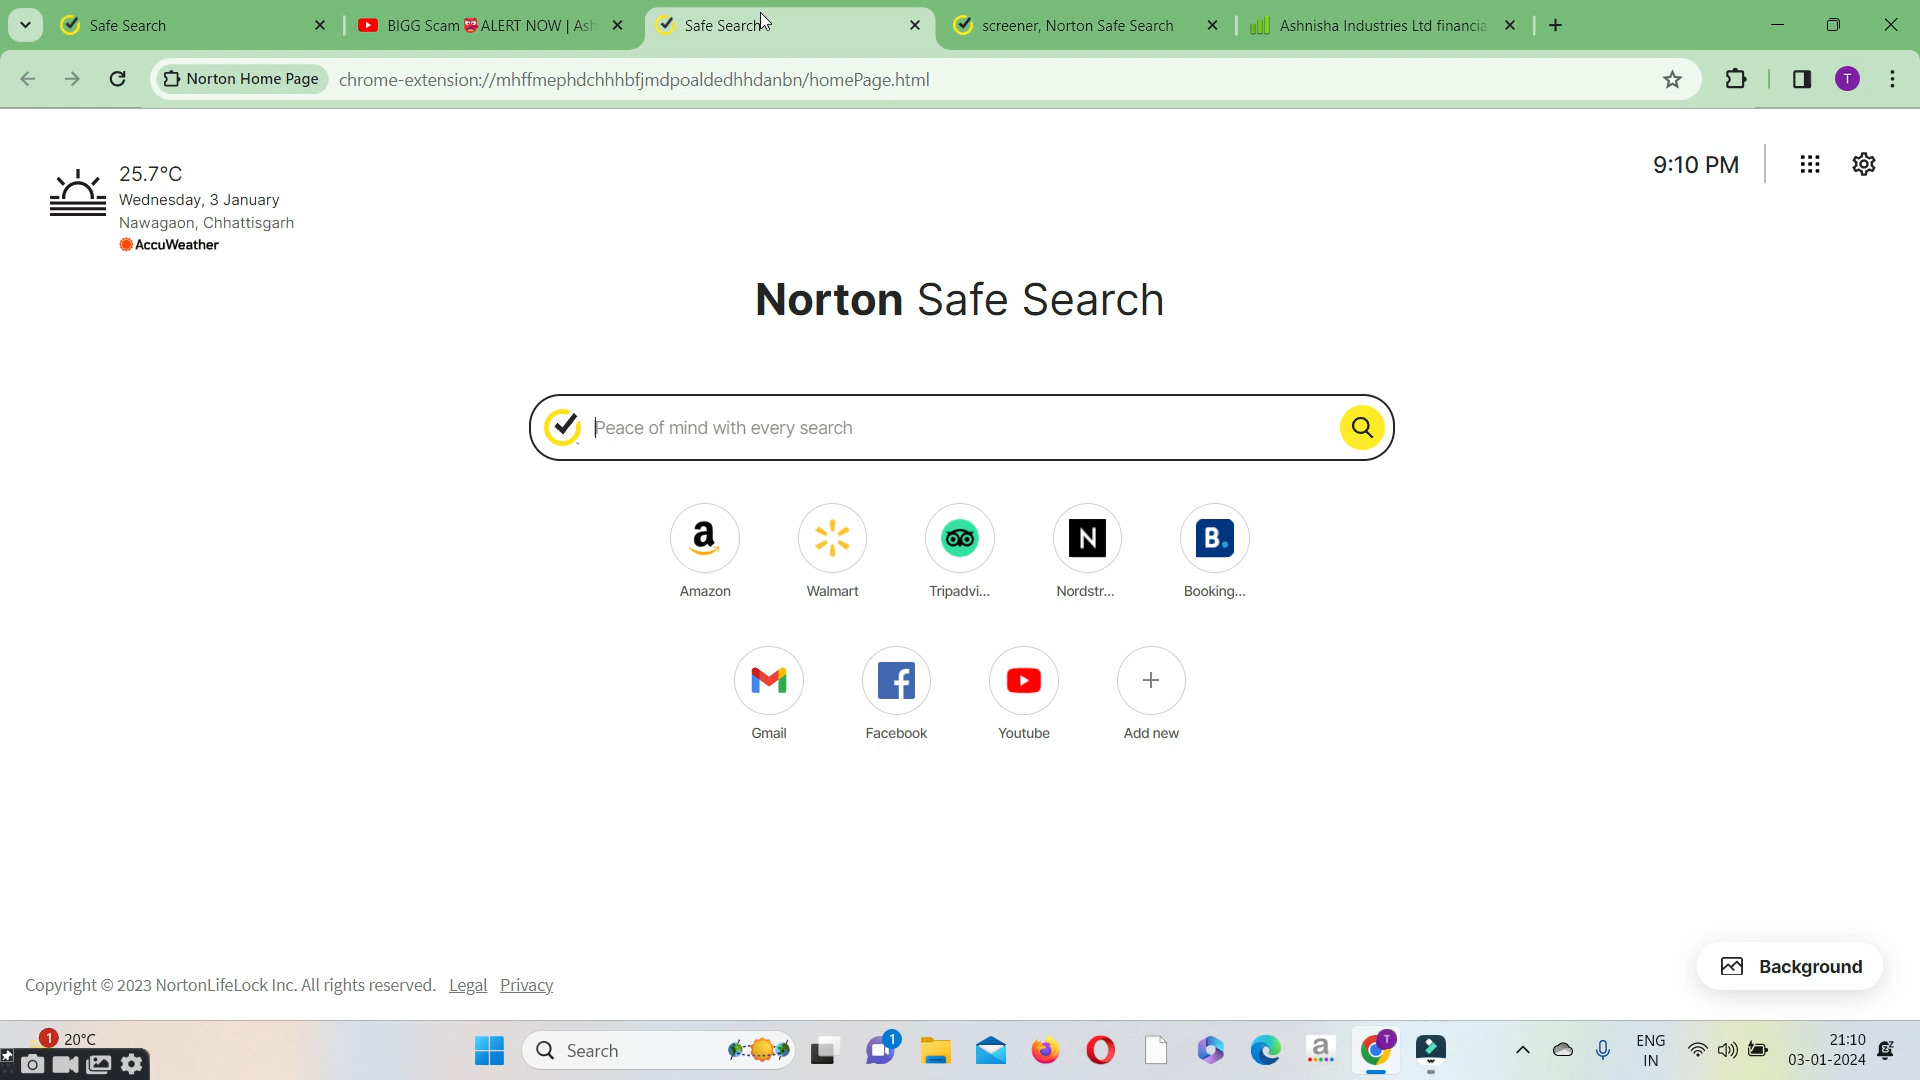 Safe Search
BIGG Scam 👹ALERT NOW | Ash
Safe Search
screener, Norton Safe Search
Ashnisha Industries Ltd financia
Norton Home Page
chrome-extension://mhffmephdchhhbfjmdpoaldedhhdanbn/homePage.html
T
25.7°C
Wednesday, 3 January
Nawagaon, Chhattisgarh
AccuWeather
9:10 PM
Norton Safe Search
Peace of mind with every search
Amazon
Walmart
Tripadvi...
Nordstr...
Booking...
Gmail
Facebook
Youtube
Add new
Background
Copyright © 2023 NortonLifeLock Inc. All rights reserved. Legal Privacy
1
20°C
Search
1
T
ENG
IN
21:10
03-01-2024